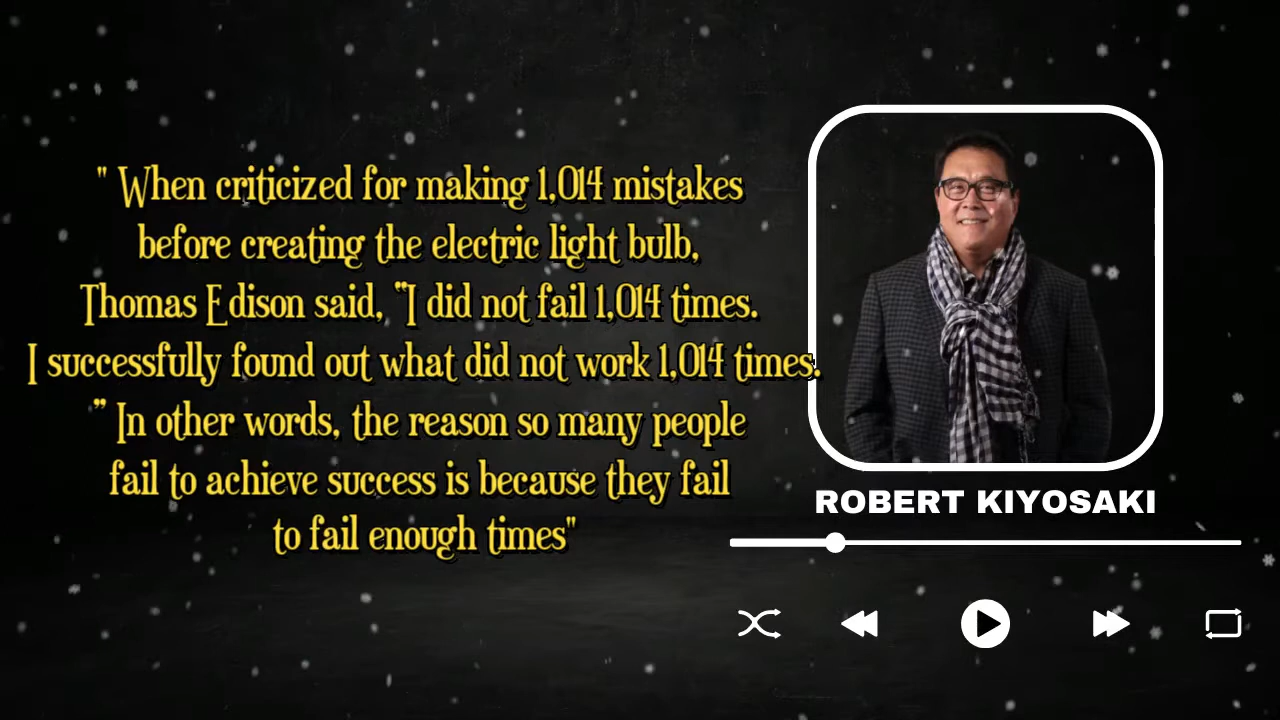 " When criticized for making 1,014 mistakes
before creating the electric light bulb,
Thomas Edison said, "I did not fail 1,014 times.
I successfully found out what did not work 1,014 times.
" In other words, the reason so many people
fail to achieve success is because they fail
to fail enough times"
ROBERT KIYOSAKI